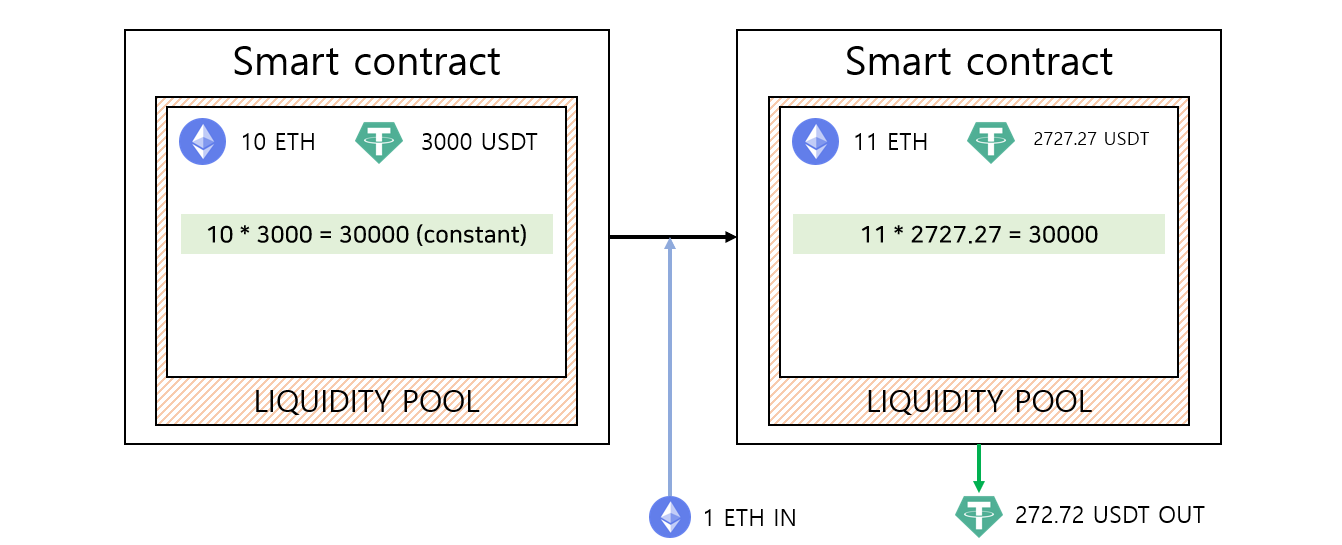 Smart contract
10 ETH
3000 USDT
10 * 3000 = 30000 (constant)
LIQUIDITY POOL
Smart contract
11 ETH
2727.27 USDT
11 * 2727.27 = 30000
LIQUIDITY POOL
1 ETH IN
272.72 USDT OUT